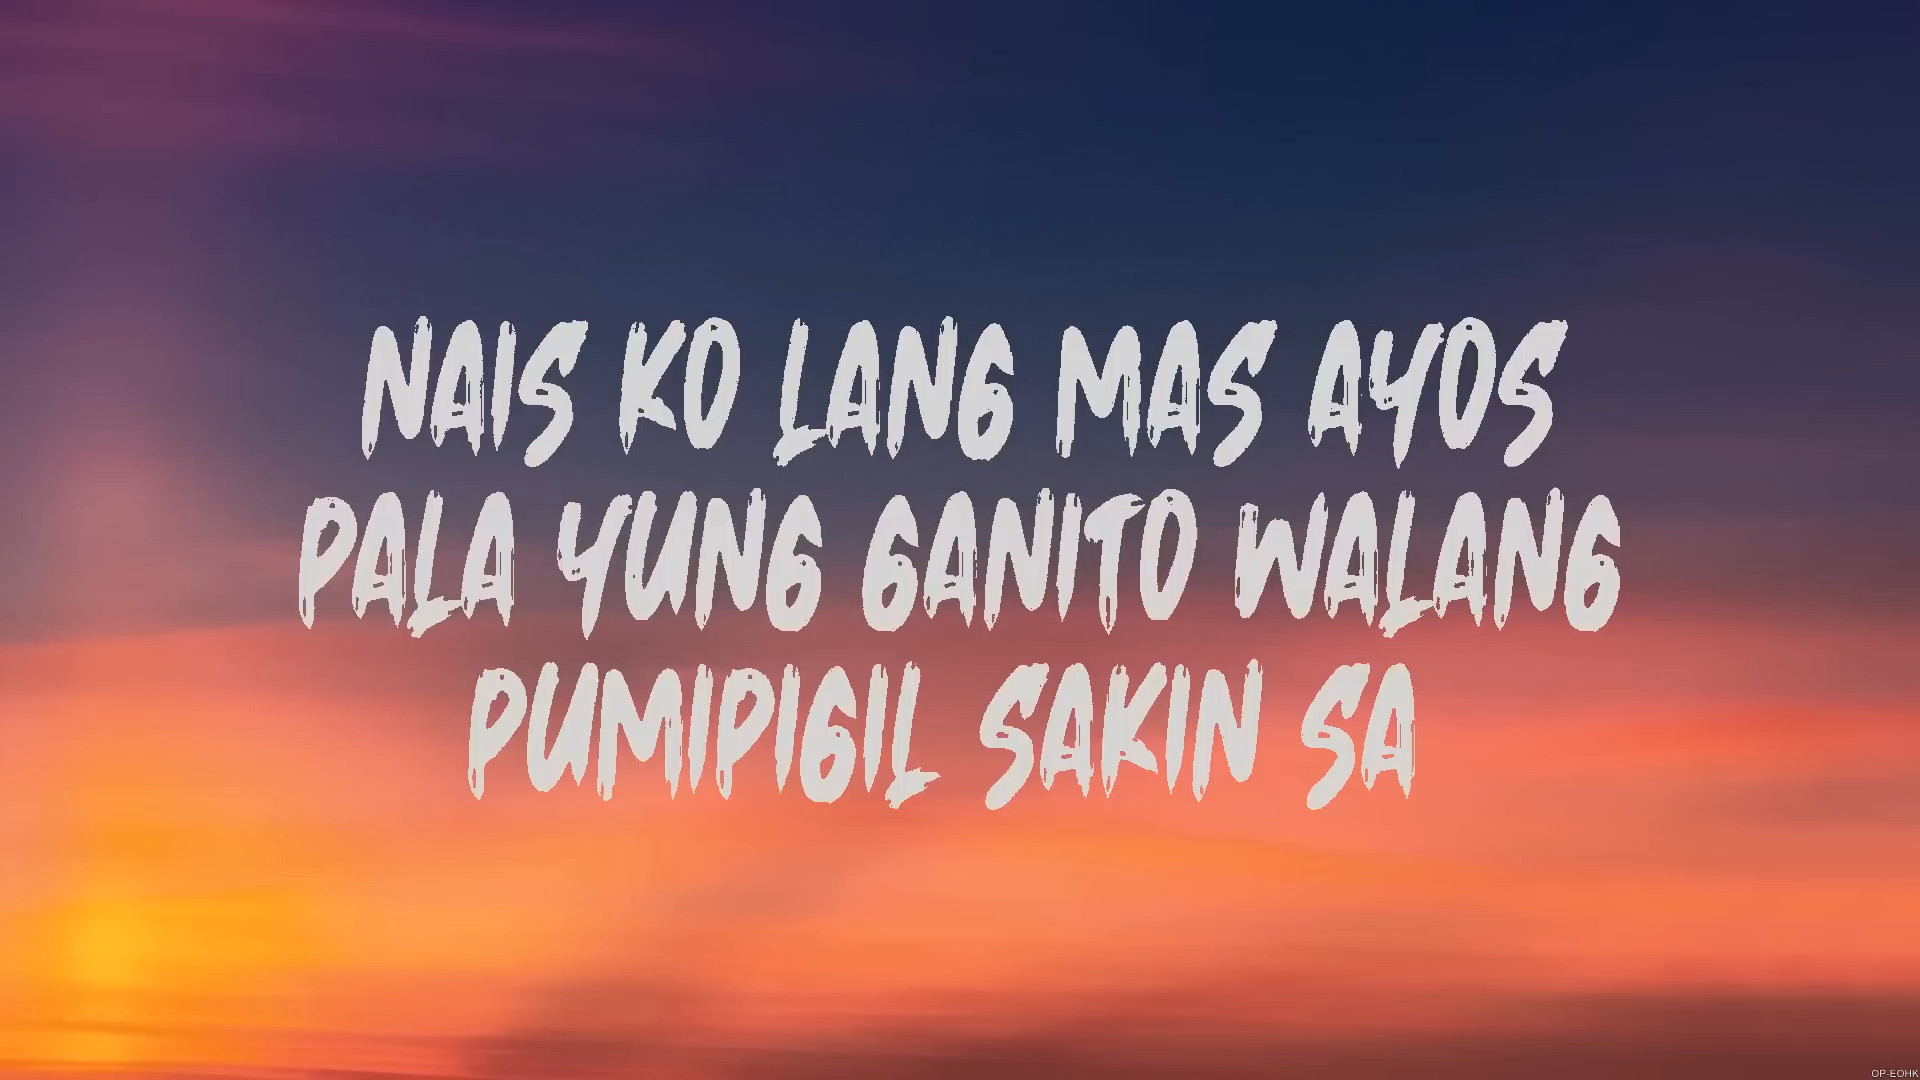 NAIS KO LANG MAS AYOS
PALA YUNG GANITO WALANG
PUMIPIGIL SAKIN SA
OP-EOHK